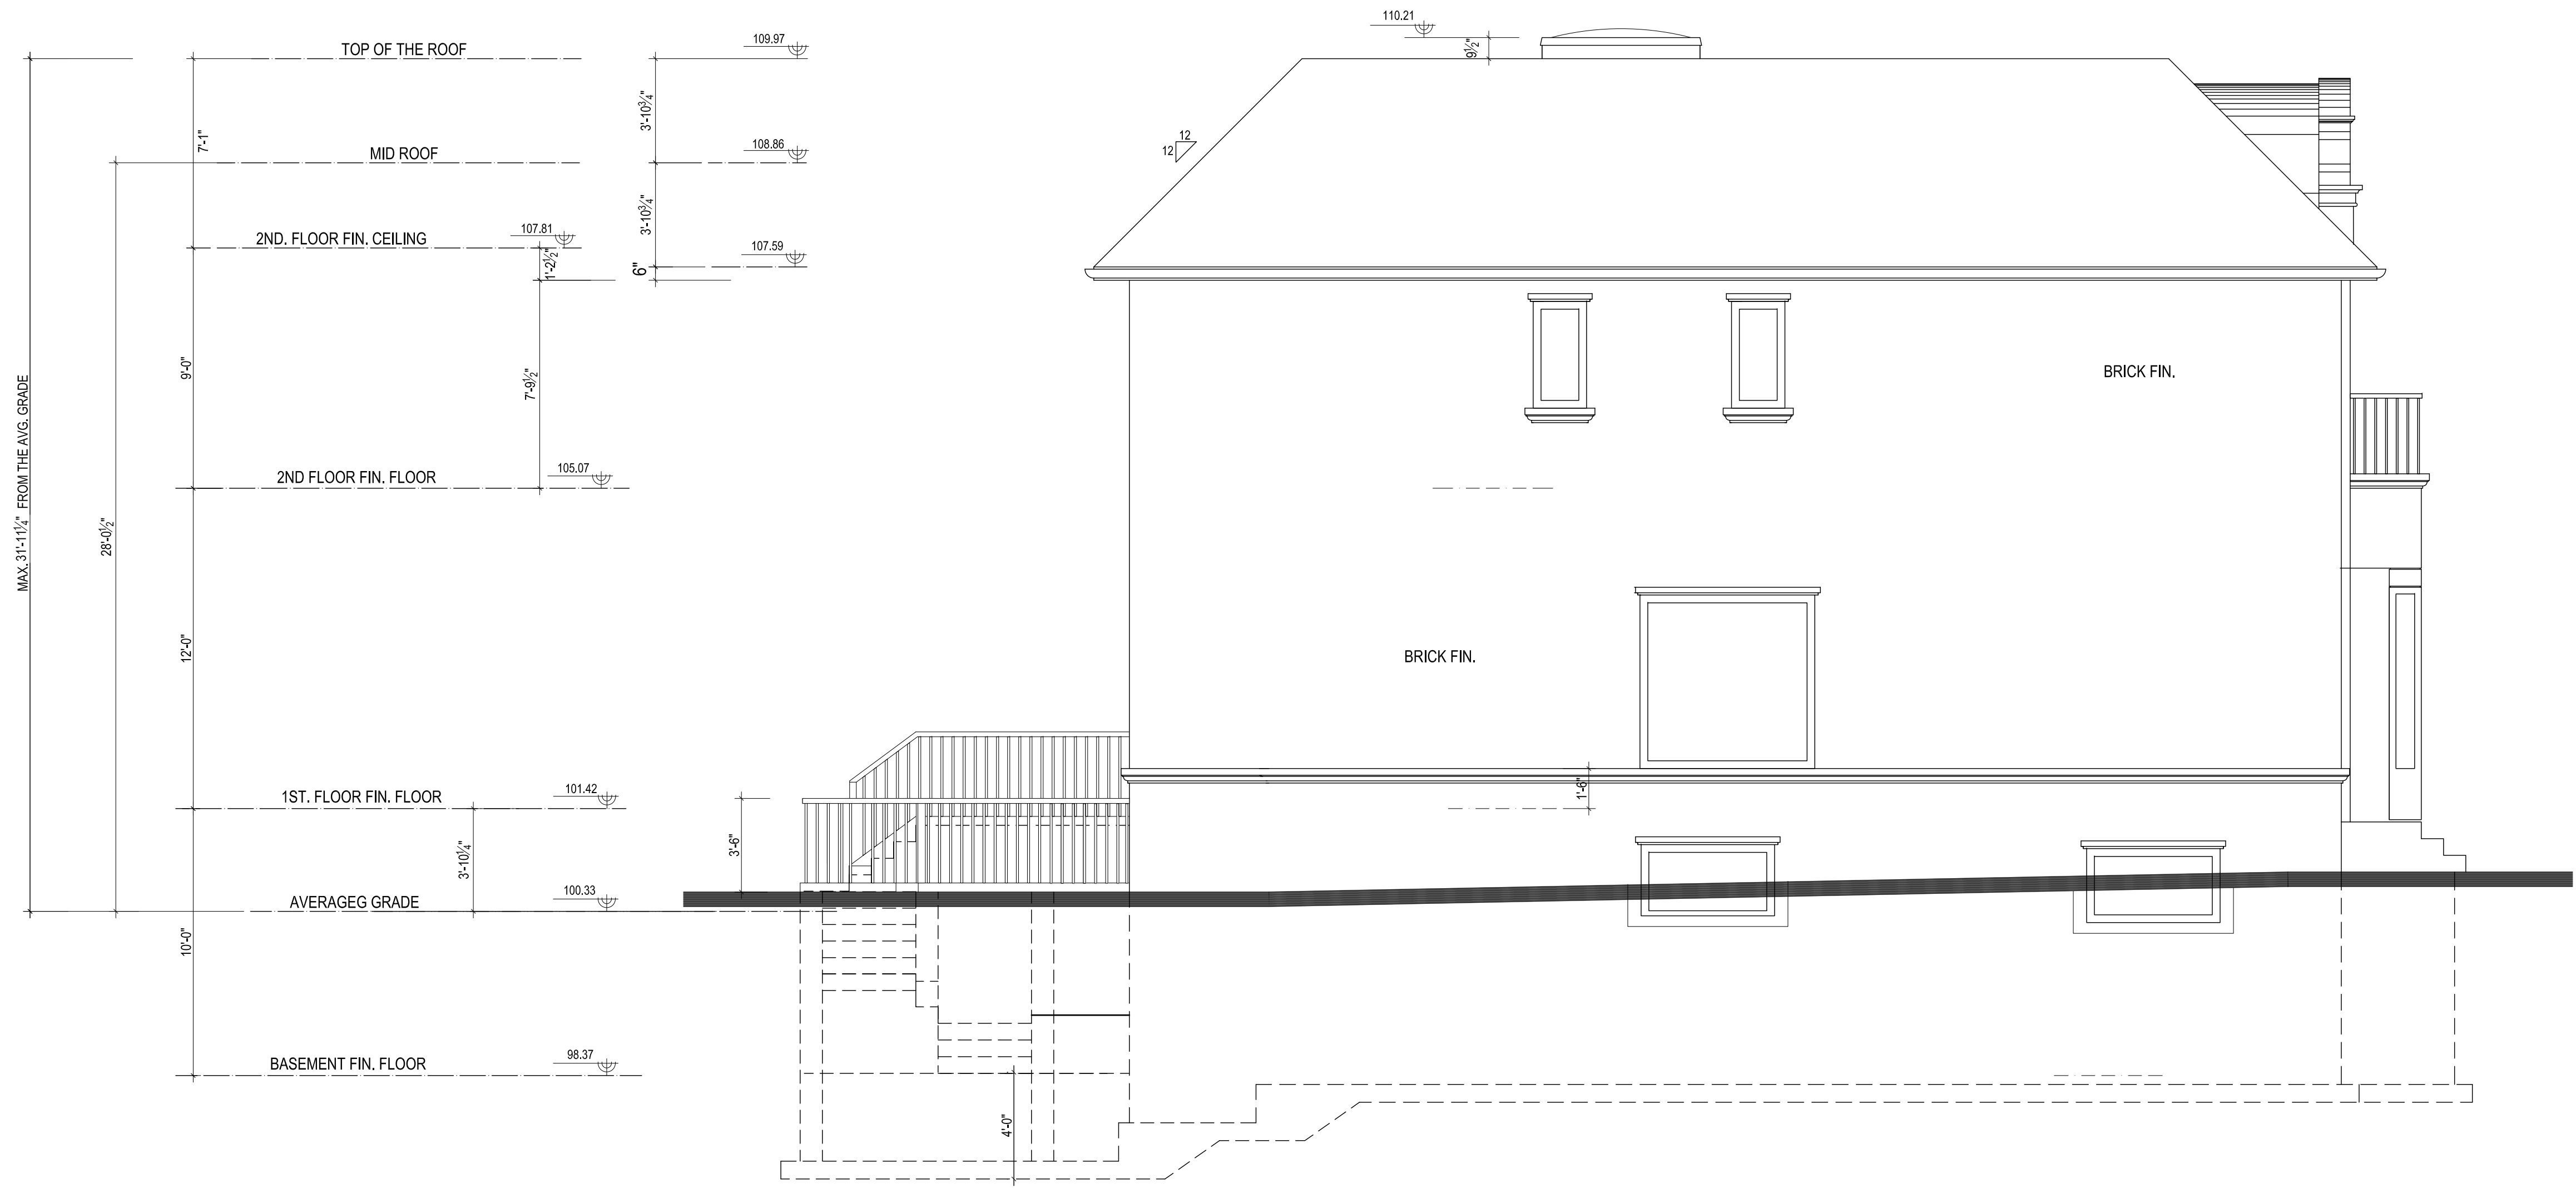 110.21
9½"
TOP OF THE ROOF
109.97
3'-10¾"
7'-1"
12
12
MID ROOF
108.86
3'-10¾"
2ND. FLOOR FIN. CEILING
107.81
1'-2½"
107.59
6"
9'-0"
7'-9½"
BRICK FIN.
MAX. 31'-11¼" FROM THE AVG. GRADE
2ND FLOOR FIN. FLOOR
105.07
28'-0½"
12'-0"
BRICK FIN.
1ST. FLOOR FIN. FLOOR
101.42
1'-6"
3'-6"
3'-10¼"
AVERAGEG GRADE
100.33
10'-0"
BASEMENT FIN. FLOOR
98.37
4'-0"